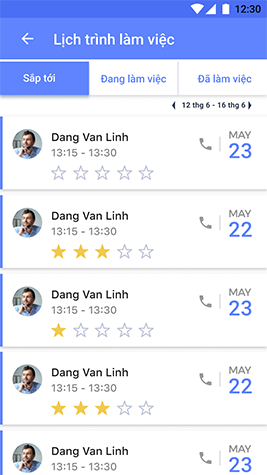 12:30
Lịch trình làm việc
Sắp tới
Đang làm việc
Đã làm việc
12 thg 6 - 16 thg 6
Dang Van Linh
MAY
13:15 - 13:30
23
Dang Van Linh
MAY
13:15 - 13:30
22
Dang Van Linh
MAY
13:15 - 13:30
23
Dang Van Linh
MAY
13:15 - 13:30
22
Dang Van Linh
MAY
13:15 - 13:30
23